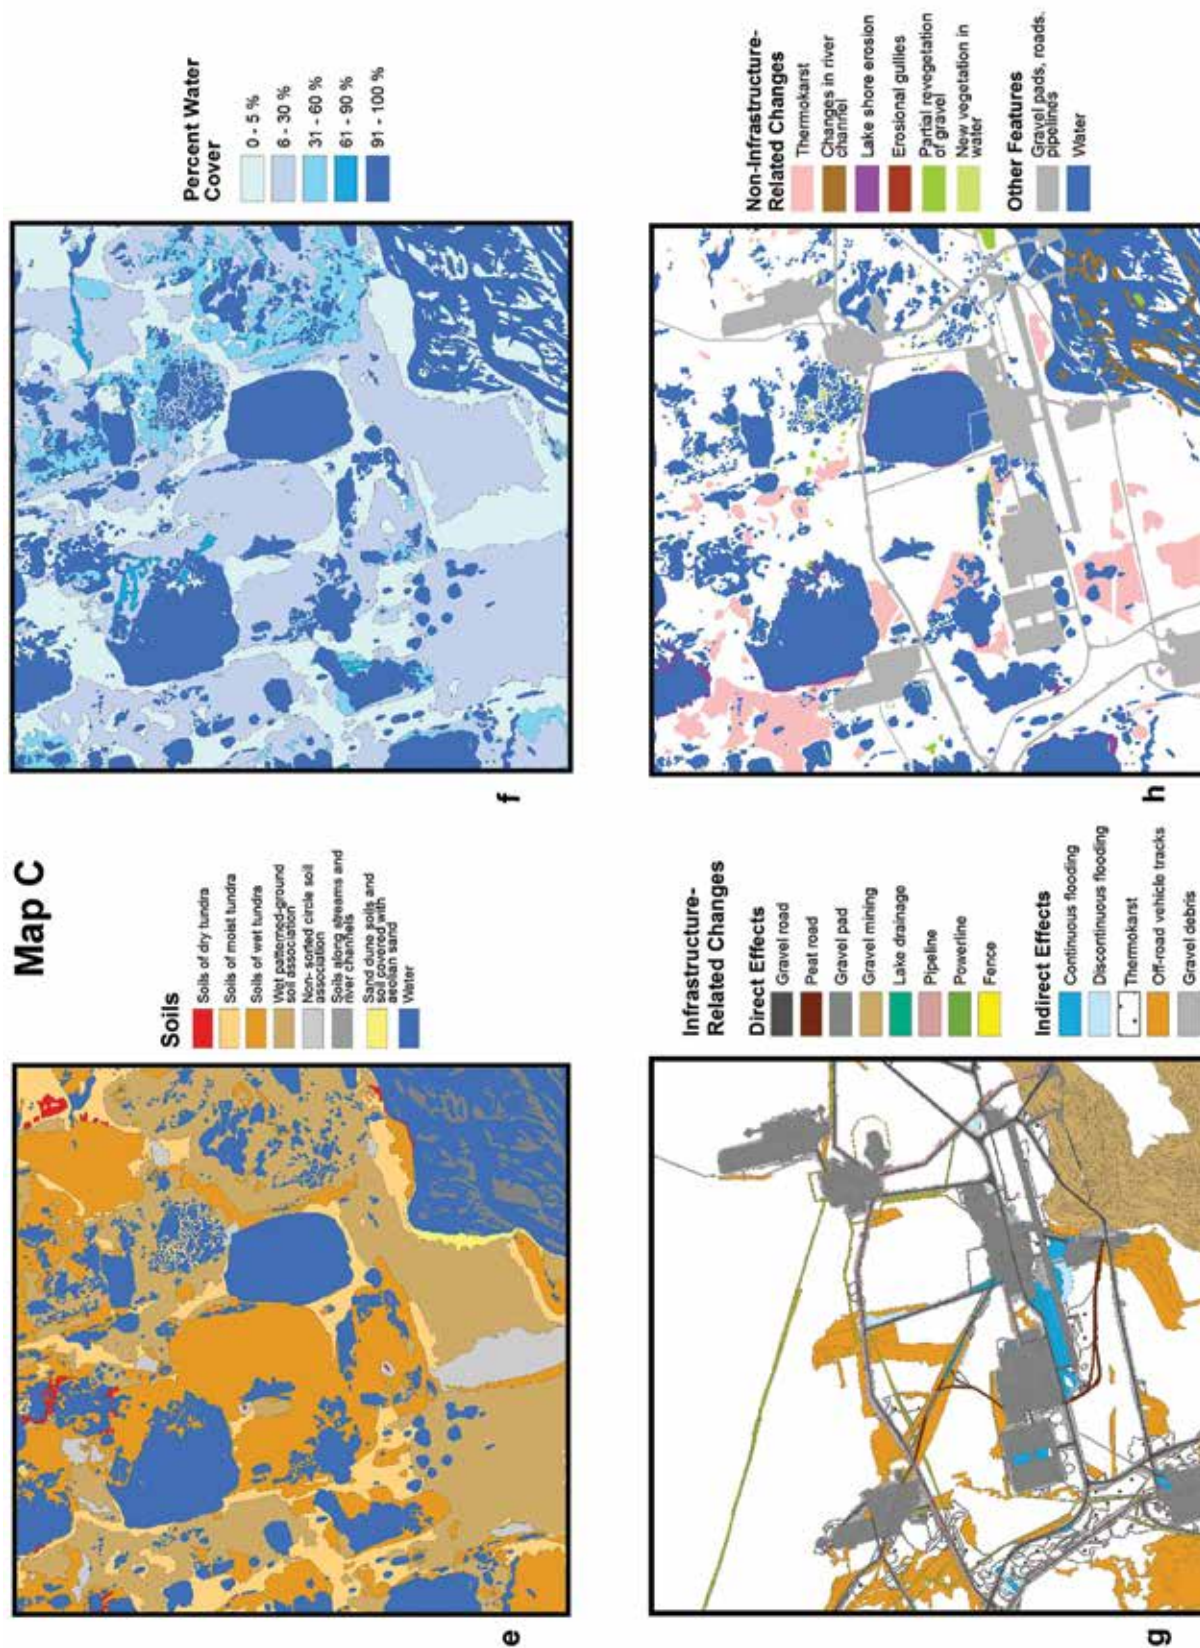 Map C
Soils
Soils of dry tundra
Soils of moist tundra
Soils of wet tundra
Wet patterned-ground
soil association
Non- sorted circle soil
association
Soils along streams and
river channels
Sand dune soils and
soil covered with
aeolian sand
Water
e
Percent Water
Cover
0 - 5 %
6 - 30 %
31 - 60 %
61 - 90 %
91 - 100 %
f
Infrastructure-
Related Changes
Direct Effects
Gravel road
Peat road
Gravel pad
Gravel mining
Lake drainage
Pipeline
Powerline
Fence
Indirect Effects
Continuous flooding
Discontinuous flooding
Thermokarst
Off-road vehicle tracks
Gravel debris
g
Non-Infrastructure-
Related Changes
Thermokarst
Changes in river
channel
Lake shore erosion
Erosional gullies
Partial revegetation
of gravel
New vegetation in
water
Other Features
Gravel pads, roads,
pipelines
Water
h